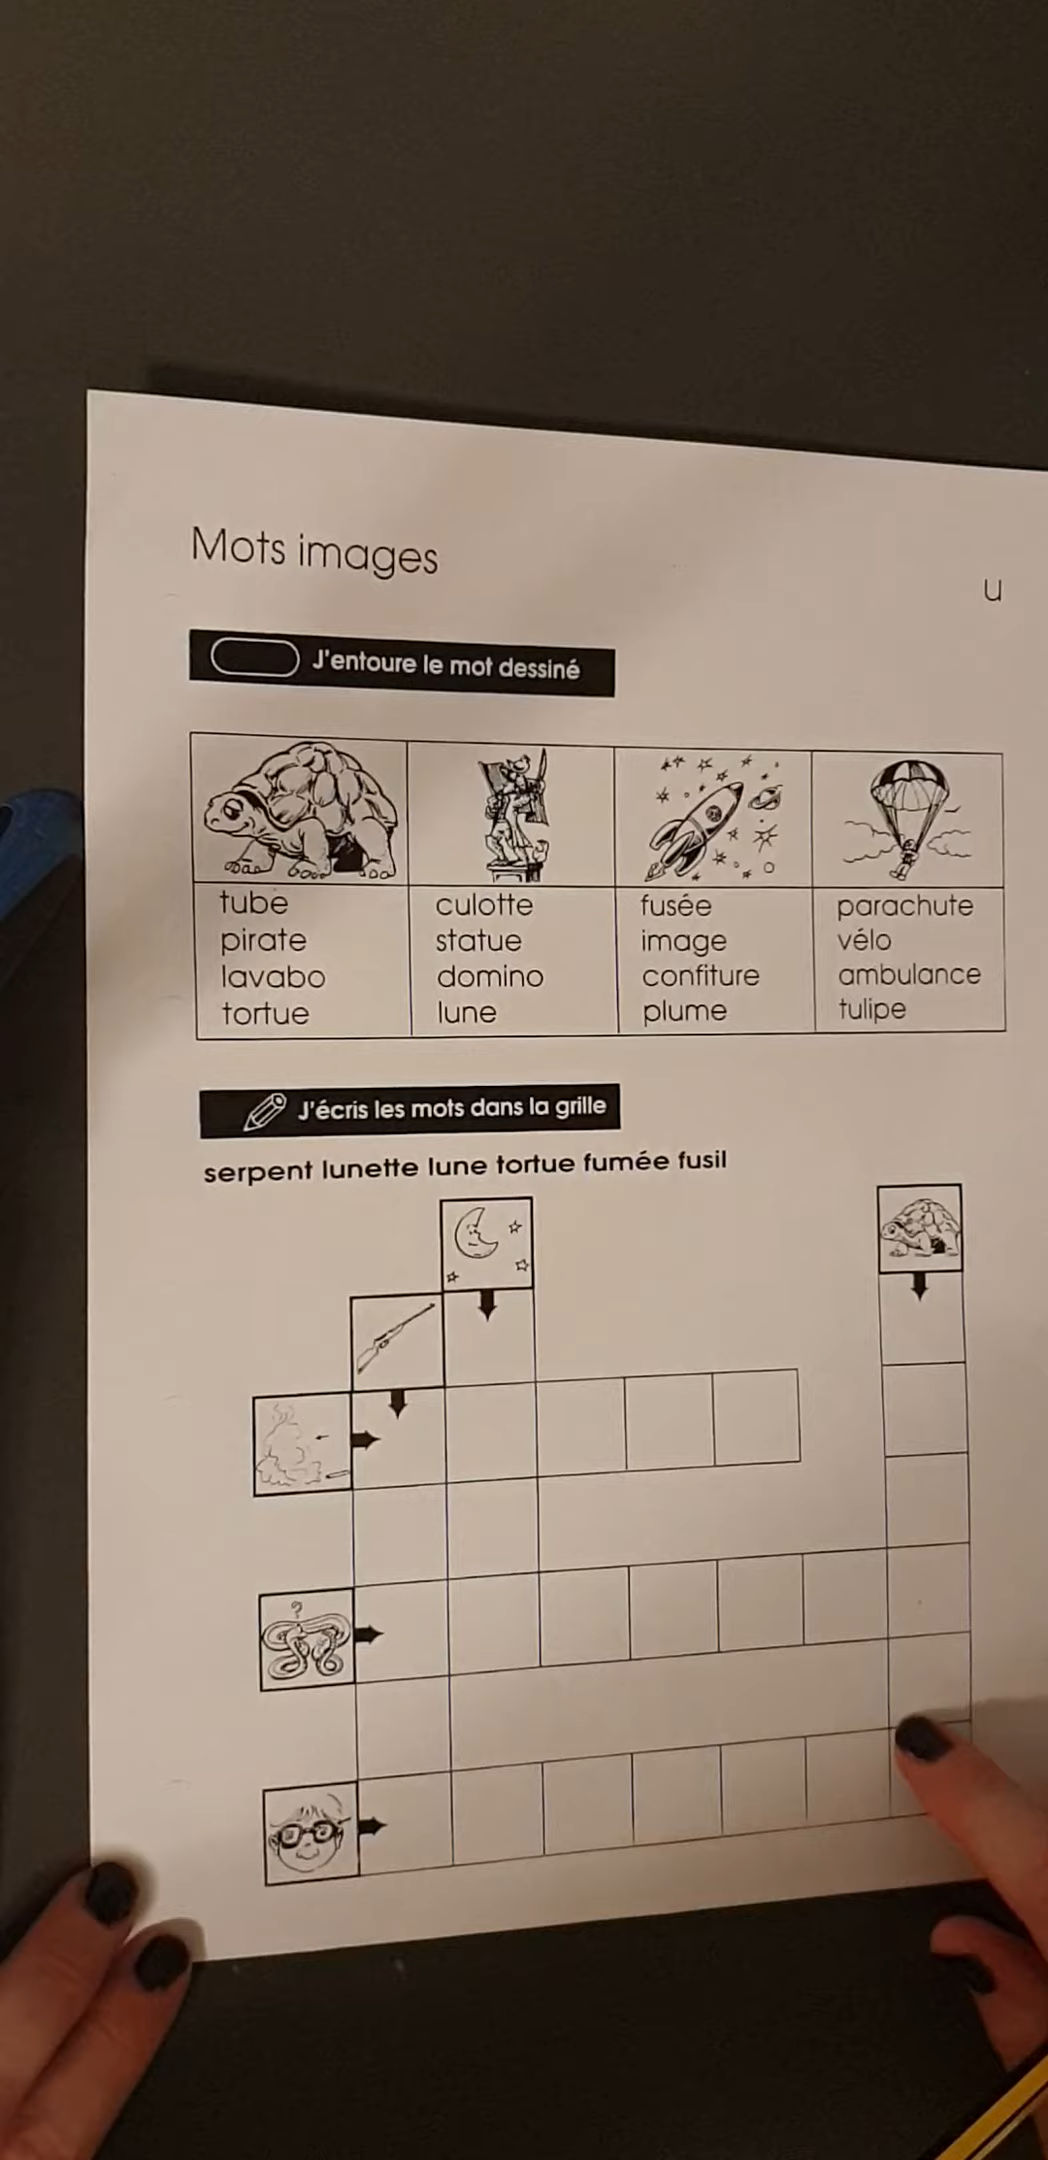 Mots images
u
J'entoure le mot dessiné
tube
pirate
lavabo
tortue
culotte
statue
domino
lune
fusée
image
confiture
plume
parachute
vélo
ambulance
tulipe
J'écris les mots dans la grille
serpent lunette lune tortue fumée fusil
?